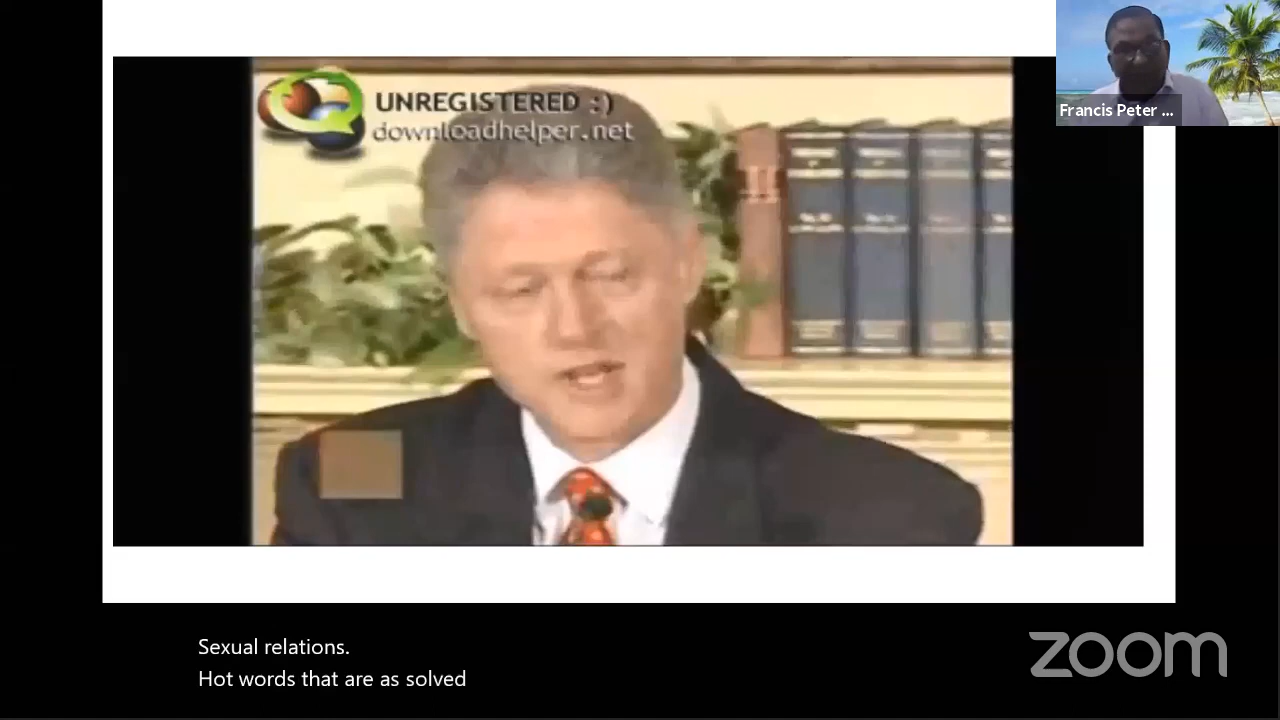 UNREGISTERED :)
downloadhelper.net
Francis Peter ...
Sexual relations.
Hot words that are as solved
zoom